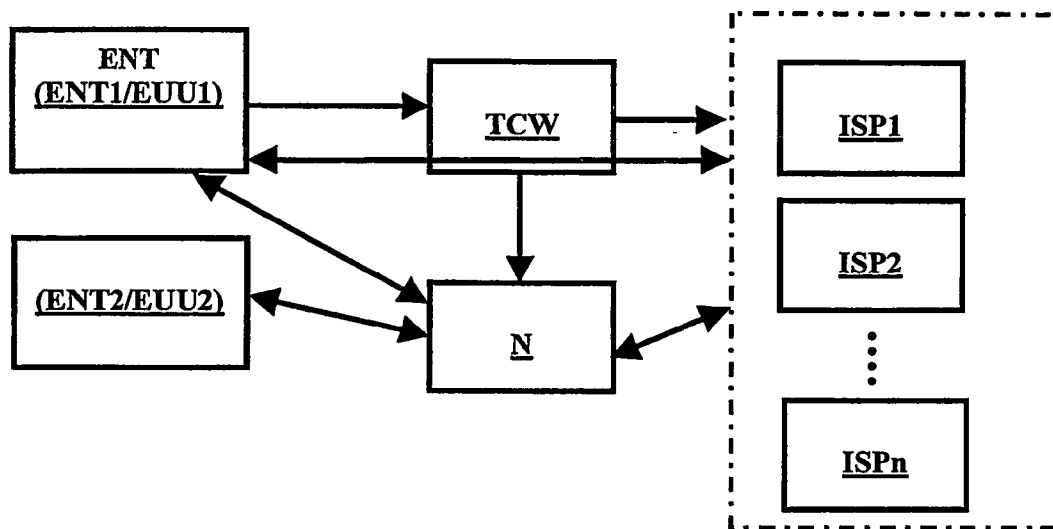 ENT
(ENT1/EUU1)
TCW
ISP1
(ENT2/EUU2)
N
ISP2
ISPn